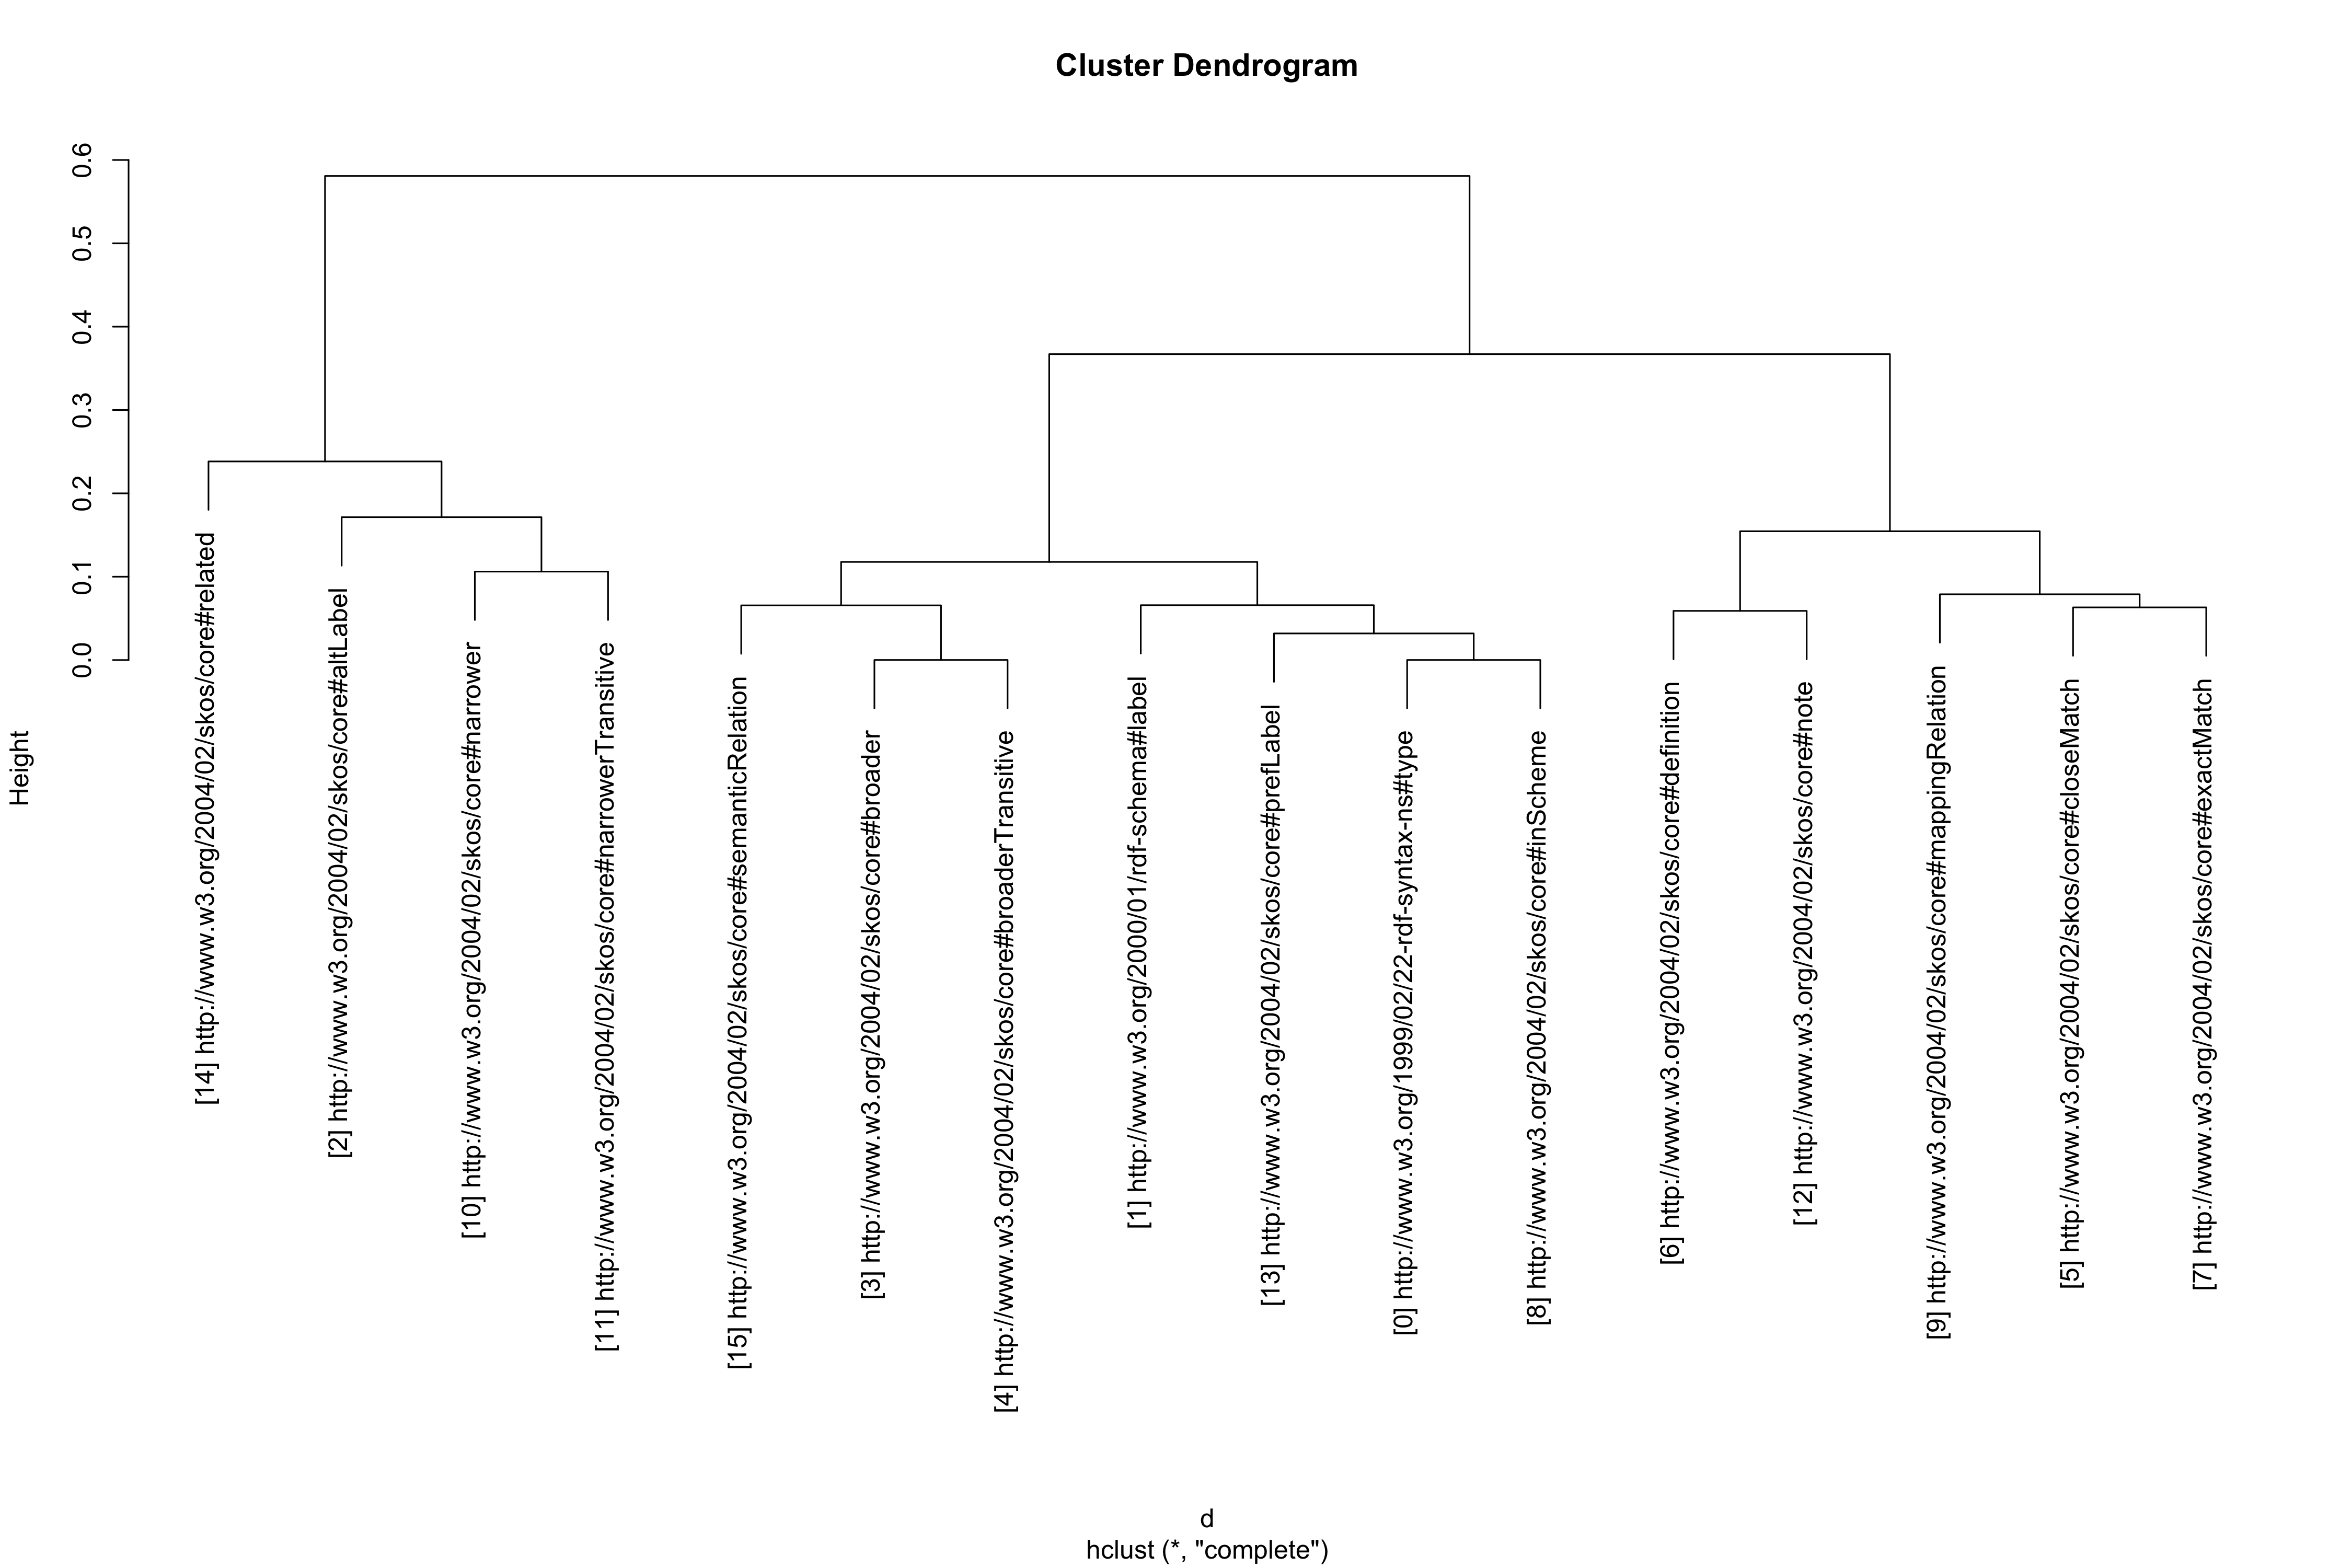 Cluster Dendrogram
Height
0.0
0.1
0.2
0.3
0.4
0.5
0.6
[14] http://www.w3.org/2004/02/skos/core#related
[2] http://www.w3.org/2004/02/skos/core#altLabel
[10] http://www.w3.org/2004/02/skos/core#narrower
[11] http://www.w3.org/2004/02/skos/core#narrowerTransitive
[15] http://www.w3.org/2004/02/skos/core#semanticRelation
[3] http://www.w3.org/2004/02/skos/core#broader
[4] http://www.w3.org/2004/02/skos/core#broaderTransitive
[1] http://www.w3.org/2000/01/rdf-schema#label
[13] http://www.w3.org/2004/02/skos/core#prefLabel
[0] http://www.w3.org/1999/02/22-rdf-syntax-ns#type
[8] http://www.w3.org/2004/02/skos/core#inScheme
[6] http://www.w3.org/2004/02/skos/core#definition
[12] http://www.w3.org/2004/02/skos/core#note
[9] http://www.w3.org/2004/02/skos/core#mappingRelation
[5] http://www.w3.org/2004/02/skos/core#closeMatch
[7] http://www.w3.org/2004/02/skos/core#exactMatch
d
hclust (*, "complete")